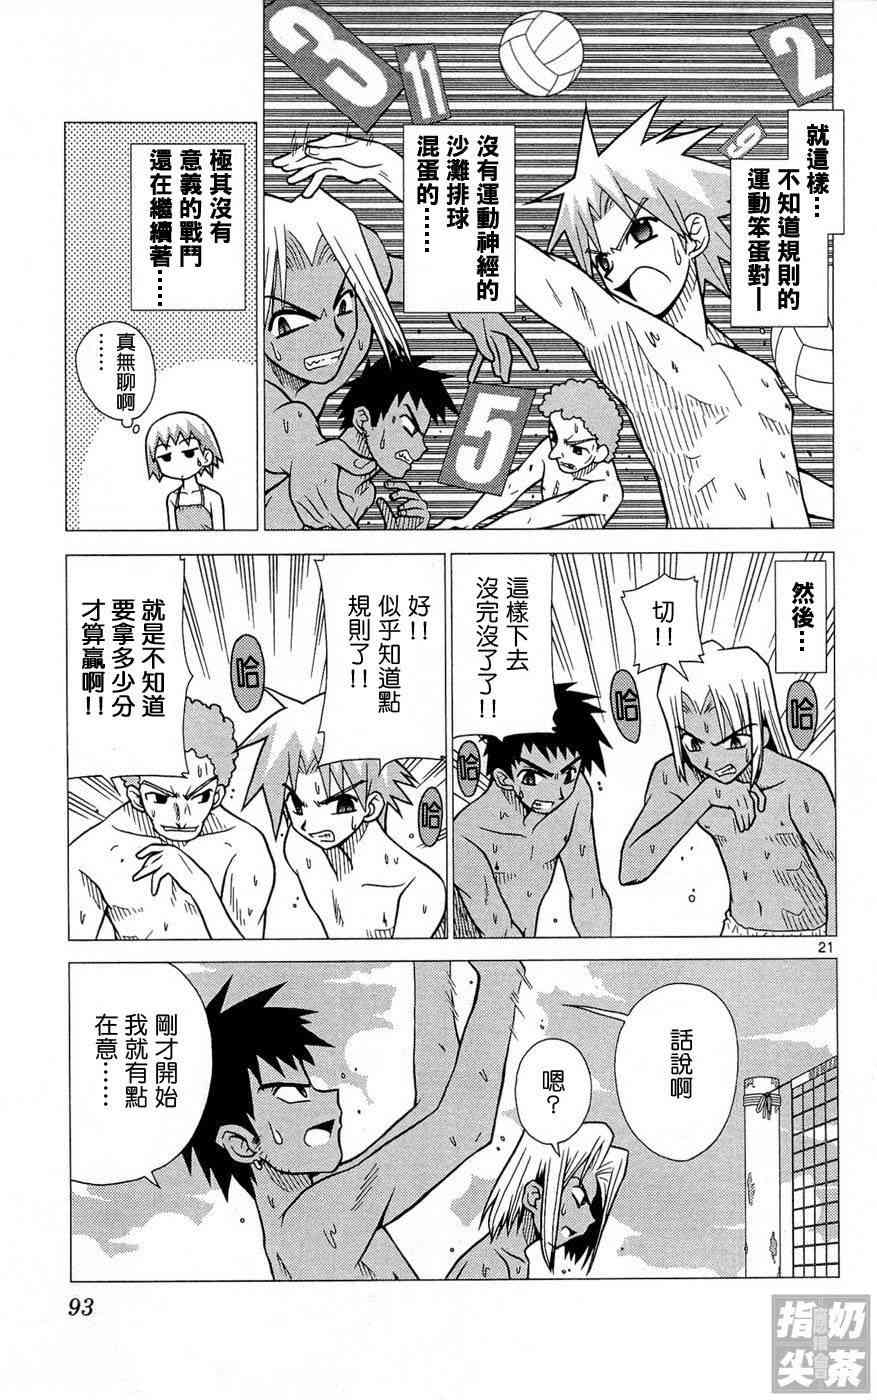 就這樣…
不知道規則的
運動笨蛋對—
沒有運動神經的
沙灘排球
混蛋的……
極其沒有
意義的戰鬥
還在繼續著……
3
11
2
9
5
真無聊啊
……
然後…
切!!
這樣下去
沒完沒了了!!
哈
哈
哈
好!!
似乎知道點
規則了!!
就是不知道
要拿多少分
才算贏啊!!
哈
哈
21
話說啊
嗯?
剛才開始
我就有點
在意……
93
指尖
奶茶